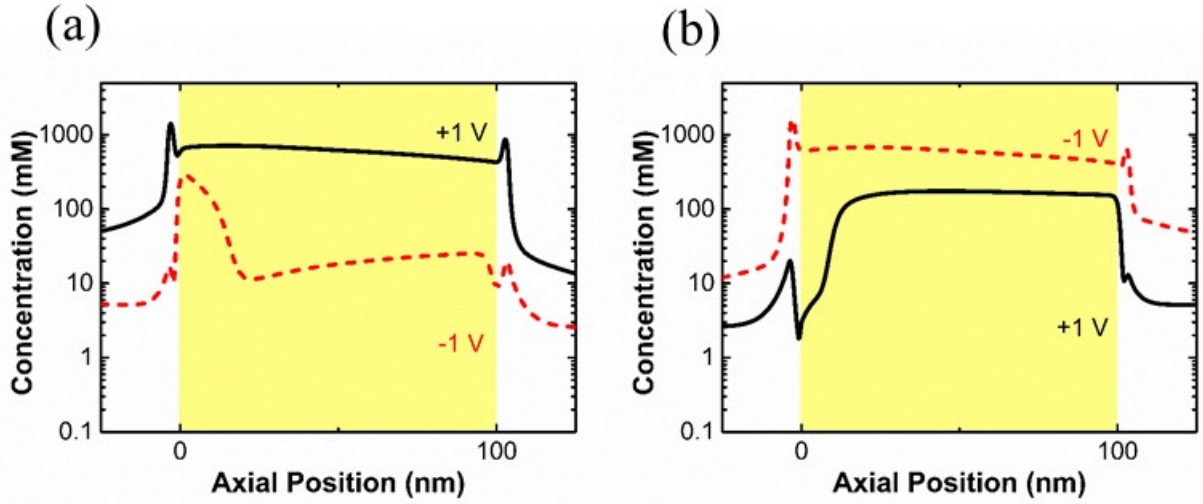 (a)
Concentration (mM)
1000
100
10
1
0.1
+1 V
-1 V
0
100
Axial Position (nm)
(b)
Concentration (mM)
1000
100
10
1
0.1
-1 V
+1 V
0
100
Axial Position (nm)